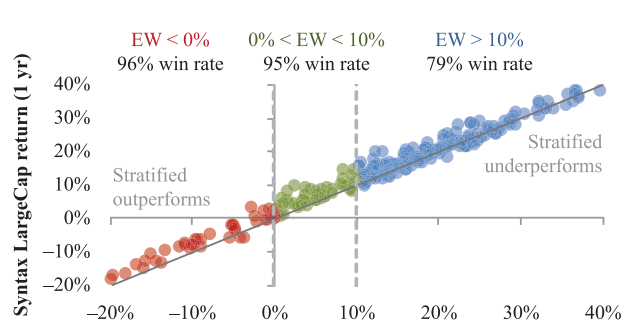 EW < 0% 0% < EW < 10% EW > 10%
96% win rate 95% win rate 79% win rate
Syntax LargeCap return (1 yr)
40%
30%
20%
10%
0%
–10%
–20%
Stratified
outperforms
Stratified
underperforms
–20% –10% 0% 10% 20% 30% 40%